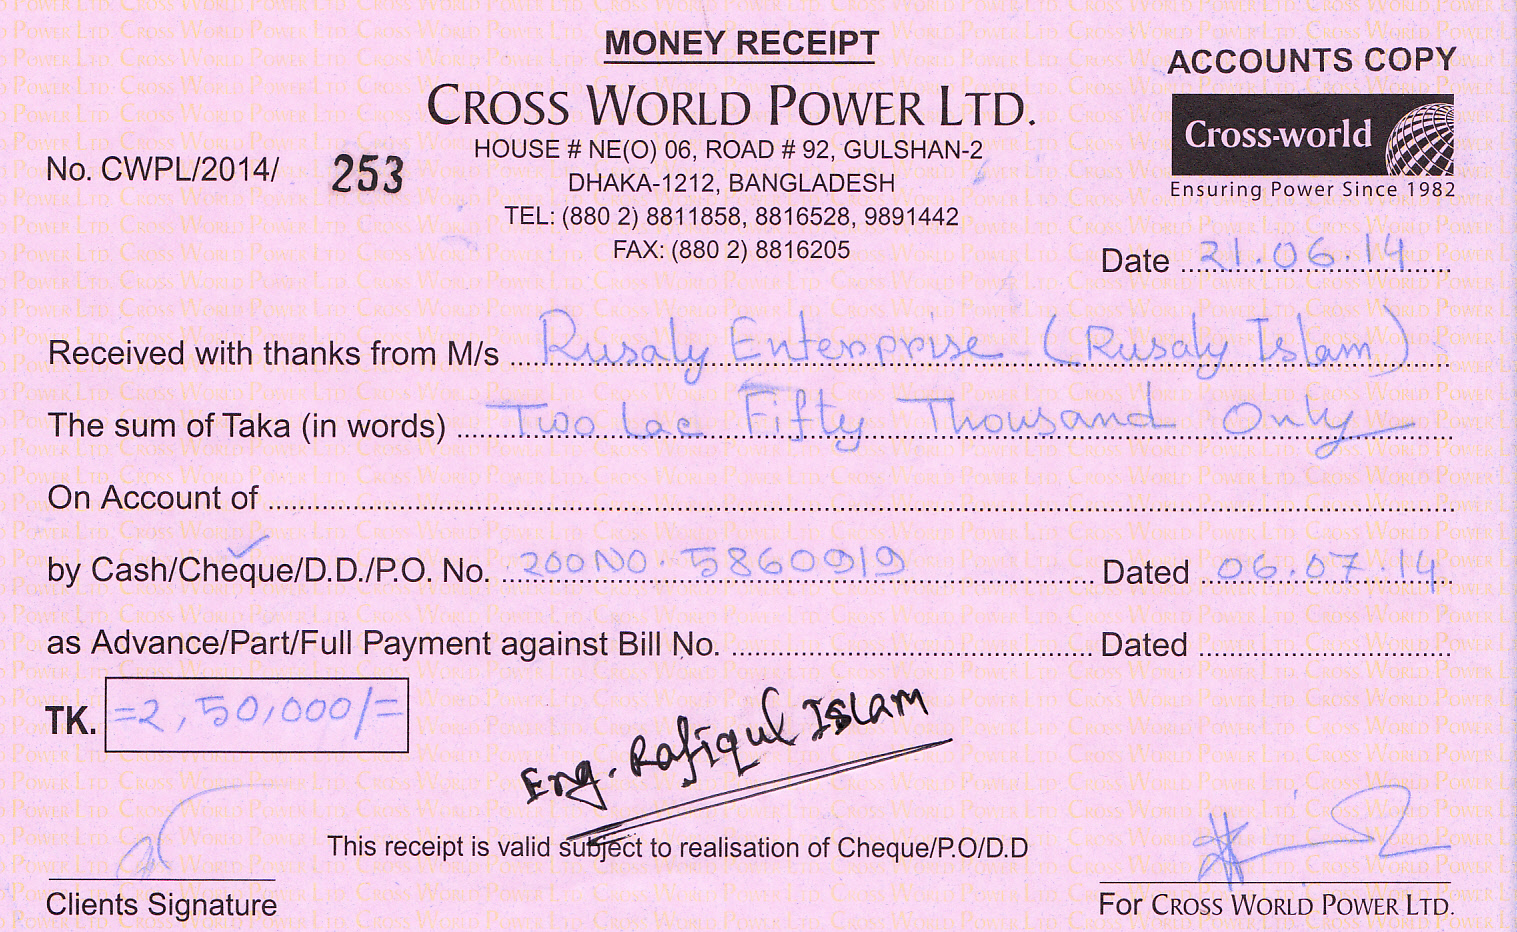 MONEY RECEIPT
ACCOUNTS COPY
CROSS WORLD POWER LTD.
Cross-world
Ensuring Power Since 1982
HOUSE # NE(O) 06, ROAD # 92, GULSHAN-2
DHAKA-1212, BANGLADESH
TEL: (880 2) 8811858, 8816528, 9891442
FAX: (880 2) 8816205
No. CWPL/2014/ 253
Date 21.06.14
Received with thanks from M/s Rusaly Enterprise (Rusaly Islam)
The sum of Taka (in words) Two Lac Fifty Thousand Only
On Account of
by Cash/Cheque/D.D./P.O. No. 200NO. 5860919 Dated 06.07.14
as Advance/Part/Full Payment against Bill No. Dated
TK. =2,50,000/=
Eng. Rafiqul Islam
This receipt is valid subject to realisation of Cheque/P.O/D.D
Clients Signature
For CROSS WORLD POWER LTD.